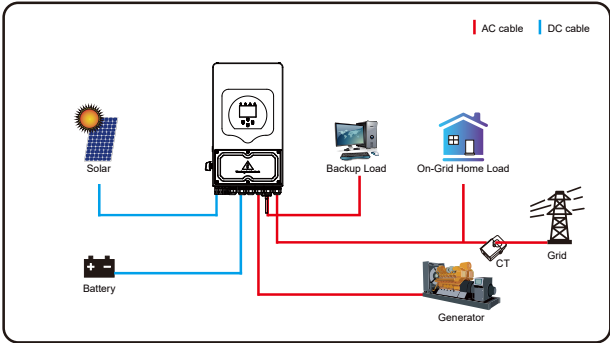 AC cable
DC cable
Solar
Backup Load
On-Grid Home Load
CT
Grid
Battery
Generator